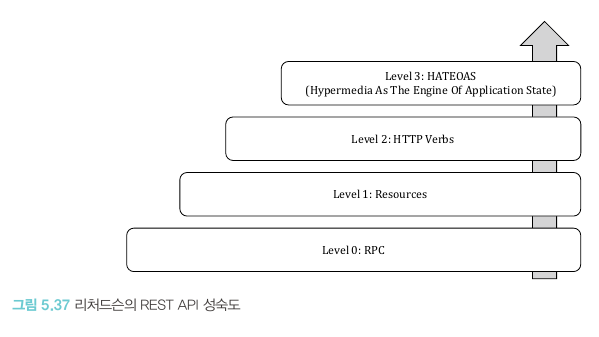 Level 3: HATEOAS
(Hypermedia As The Engine Of Application State)
Level 2: HTTP Verbs
Level 1: Resources
Level 0: RPC
그림 5.37 리처드슨의 REST API 성숙도